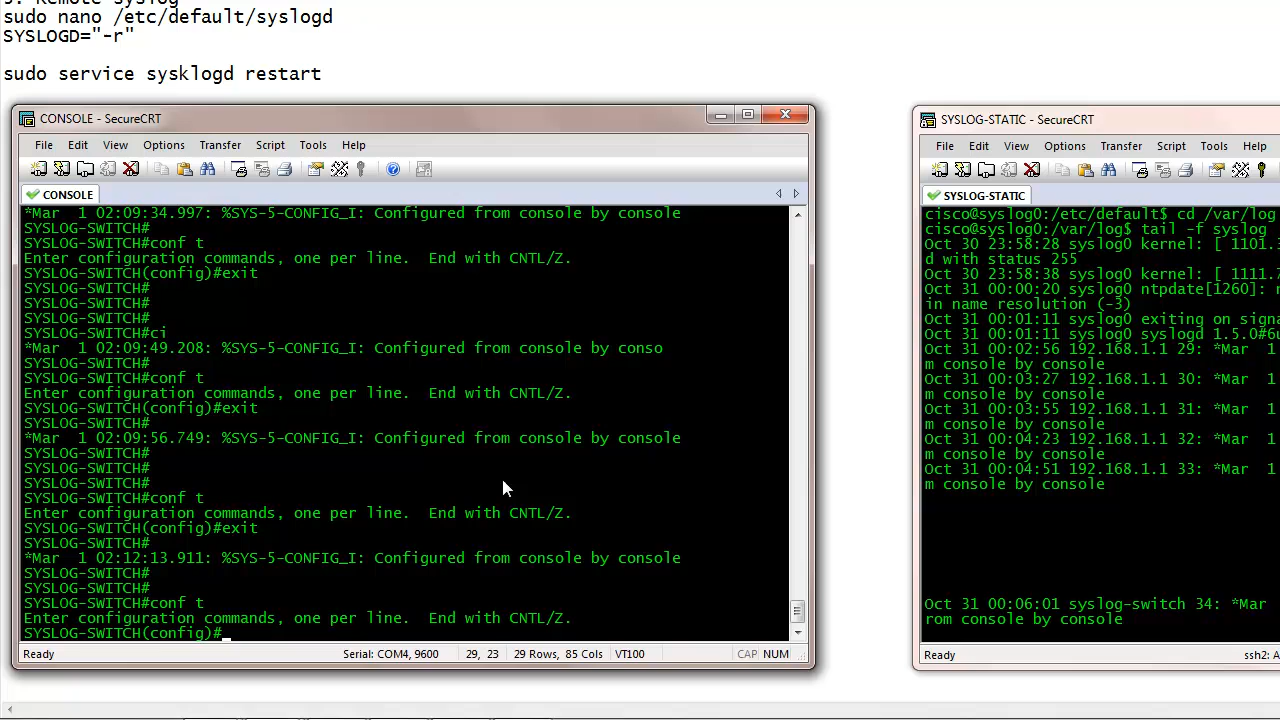 5. Remote syslog
sudo nano /etc/default/syslogd
SYSLOGD="-r"
sudo service sysklogd restart
CONSOLE - SecureCRT
File Edit View Options Transfer Script Tools Help
CONSOLE
*Mar  1 02:09:34.997: %SYS-5-CONFIG_I: Configured from console by console
SYSLOG-SWITCH#
SYSLOG-SWITCH#conf t
Enter configuration commands, one per line.  End with CNTL/Z.
SYSLOG-SWITCH(config)#exit
SYSLOG-SWITCH#
SYSLOG-SWITCH#
SYSLOG-SWITCH#
SYSLOG-SWITCH#ci
*Mar  1 02:09:49.208: %SYS-5-CONFIG_I: Configured from console by conso
SYSLOG-SWITCH#
SYSLOG-SWITCH#conf t
Enter configuration commands, one per line.  End with CNTL/Z.
SYSLOG-SWITCH(config)#exit
SYSLOG-SWITCH#
*Mar  1 02:09:56.749: %SYS-5-CONFIG_I: Configured from console by console
SYSLOG-SWITCH#
SYSLOG-SWITCH#
SYSLOG-SWITCH#
SYSLOG-SWITCH#conf t
Enter configuration commands, one per line.  End with CNTL/Z.
SYSLOG-SWITCH(config)#exit
SYSLOG-SWITCH#
*Mar  1 02:12:13.911: %SYS-5-CONFIG_I: Configured from console by console
SYSLOG-SWITCH#
SYSLOG-SWITCH#
SYSLOG-SWITCH#conf t
Enter configuration commands, one per line.  End with CNTL/Z.
SYSLOG-SWITCH(config)#
Ready Serial: COM4, 9600 29, 23 29 Rows, 85 Cols VT100 CAP NUM
SYSLOG-STATIC - SecureCRT
File Edit View Options Transfer Script Tools Help
SYSLOG-STATIC
cisco@syslog0:/etc/default$ cd /var/log
cisco@syslog0:/var/log$ tail -f syslog
Oct 30 23:58:28 syslog0 kernel: [ 1101.3
d with status 255
Oct 30 23:58:38 syslog0 kernel: [ 1111.7
Oct 31 00:00:20 syslog0 ntpdate[1260]:
in name resolution (-3)
Oct 31 00:01:11 syslog0 exiting on signa
Oct 31 00:01:11 syslog0 syslogd 1.5.0#6u
Oct 31 00:02:56 192.168.1.1 29: *Mar  1
m console by console
Oct 31 00:03:27 192.168.1.1 30: *Mar  1
m console by console
Oct 31 00:03:55 192.168.1.1 31: *Mar  1
m console by console
Oct 31 00:04:23 192.168.1.1 32: *Mar  1
m console by console
Oct 31 00:04:51 192.168.1.1 33: *Mar  1
m console by console
Oct 31 00:06:01 syslog-switch 34: *Mar
rom console by console
Ready ssh2: A